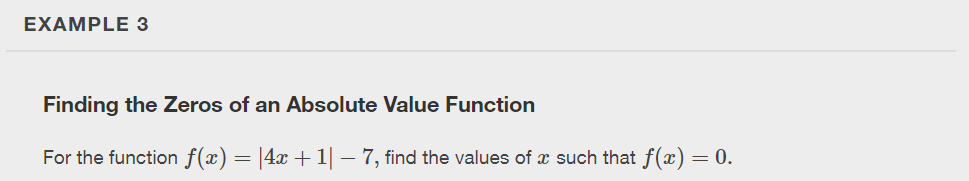 EXAMPLE 3
Finding the Zeros of an Absolute Value Function
For the function f(x) = |4x + 1| − 7, find the values of x such that f(x) = 0.